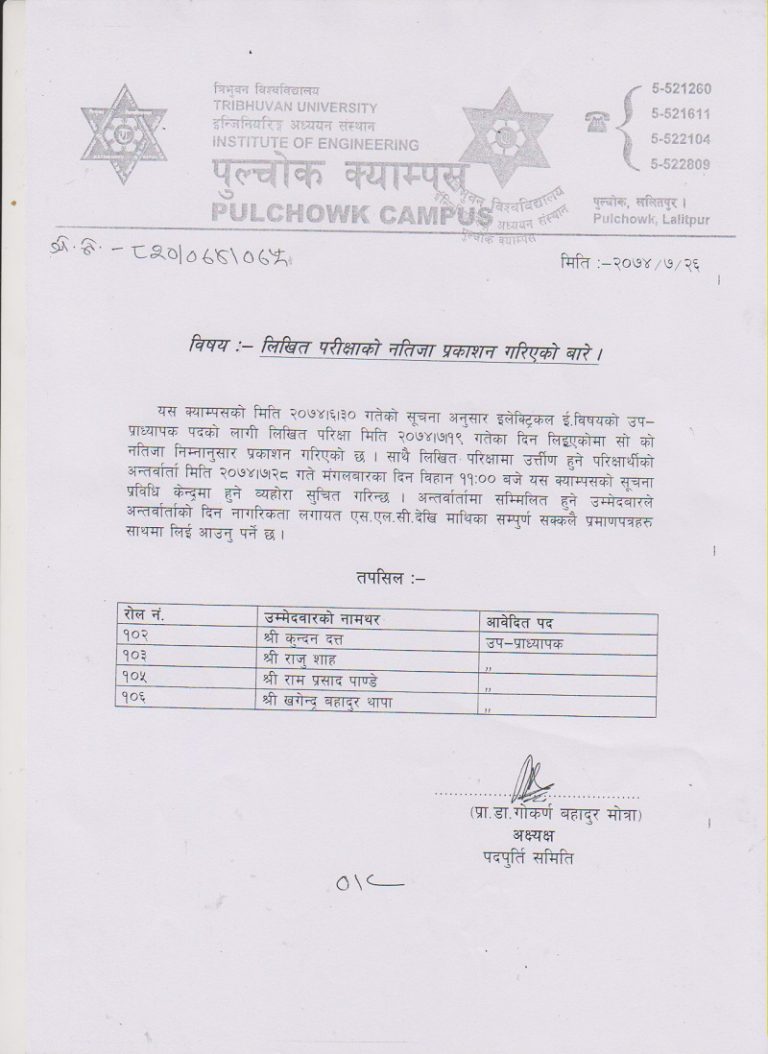 त्रिभुवन विश्वविद्यालय
TRIBHUVAN UNIVERSITY
इन्जिनियरिङ्ग अध्ययन संस्थान
INSTITUTE OF ENGINEERING
पुल्चोक क्याम्पस
PULCHOWK CAMPUS
5-521260
5-521611
5-522104
5-522809
पुल्चोक, ललितपुर ।
Pulchowk, Lalitpur
त्रिभुवन विश्वविद्यालय
अध्ययन संस्थान
पुल्चोक क्याम्पस
मिति :–२०७४/७/२६
विषय :– लिखित परीक्षाको नतिजा प्रकाशन गरिएको बारे ।
यस क्याम्पसको मिति २०७४।६।३० गतेको सूचना अनुसार इलेक्ट्रिकल ई.विषयको उप–
प्राध्यापक पदको लागी लिखित परिक्षा मिति २०७४।७।१९ गतेका दिन लिइएकोमा सो को
नतिजा निम्नानुसार प्रकाशन गरिएको छ । साथै लिखित परिक्षामा उर्त्तीण हुने परिक्षार्थीको
अन्तर्वार्ता मिति २०७४।७।२८ गते मंगलबारका दिन विहान ११:०० बजे यस क्याम्पसको सूचना
प्रविधि केन्द्रमा हुने व्यहोरा सुचित गरिन्छ । अन्तर्वार्तामा सम्मिलित हुने उम्मेदवारले
अन्तर्वार्ताको दिन नागरिकता लगायत एस.एल.सी.देखि माथिका सम्पुर्ण सक्कलै प्रमाणपत्रहरु
साथमा लिई आउनु पर्ने छ ।
तपसिल :–
रोल नं. उम्मेदवारको नामथर आवेदित पद
१०२ श्री कुन्दन दत्त उप–प्राध्यापक
१०३ श्री राजु शाह ,,
१०५ श्री राम प्रसाद पाण्डे ,,
१०६ श्री खगेन्द्र बहादुर थापा ,,
(प्रा.डा.गोकर्ण बहादुर मोत्रा)
अक्ष्यक्ष
पदपुर्ति समिति